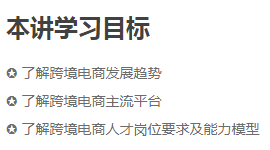 本讲学习目标
✪ 了解跨境电商发展趋势
✪ 了解跨境电商主流平台
✪ 了解跨境电商人才岗位要求及能力模型